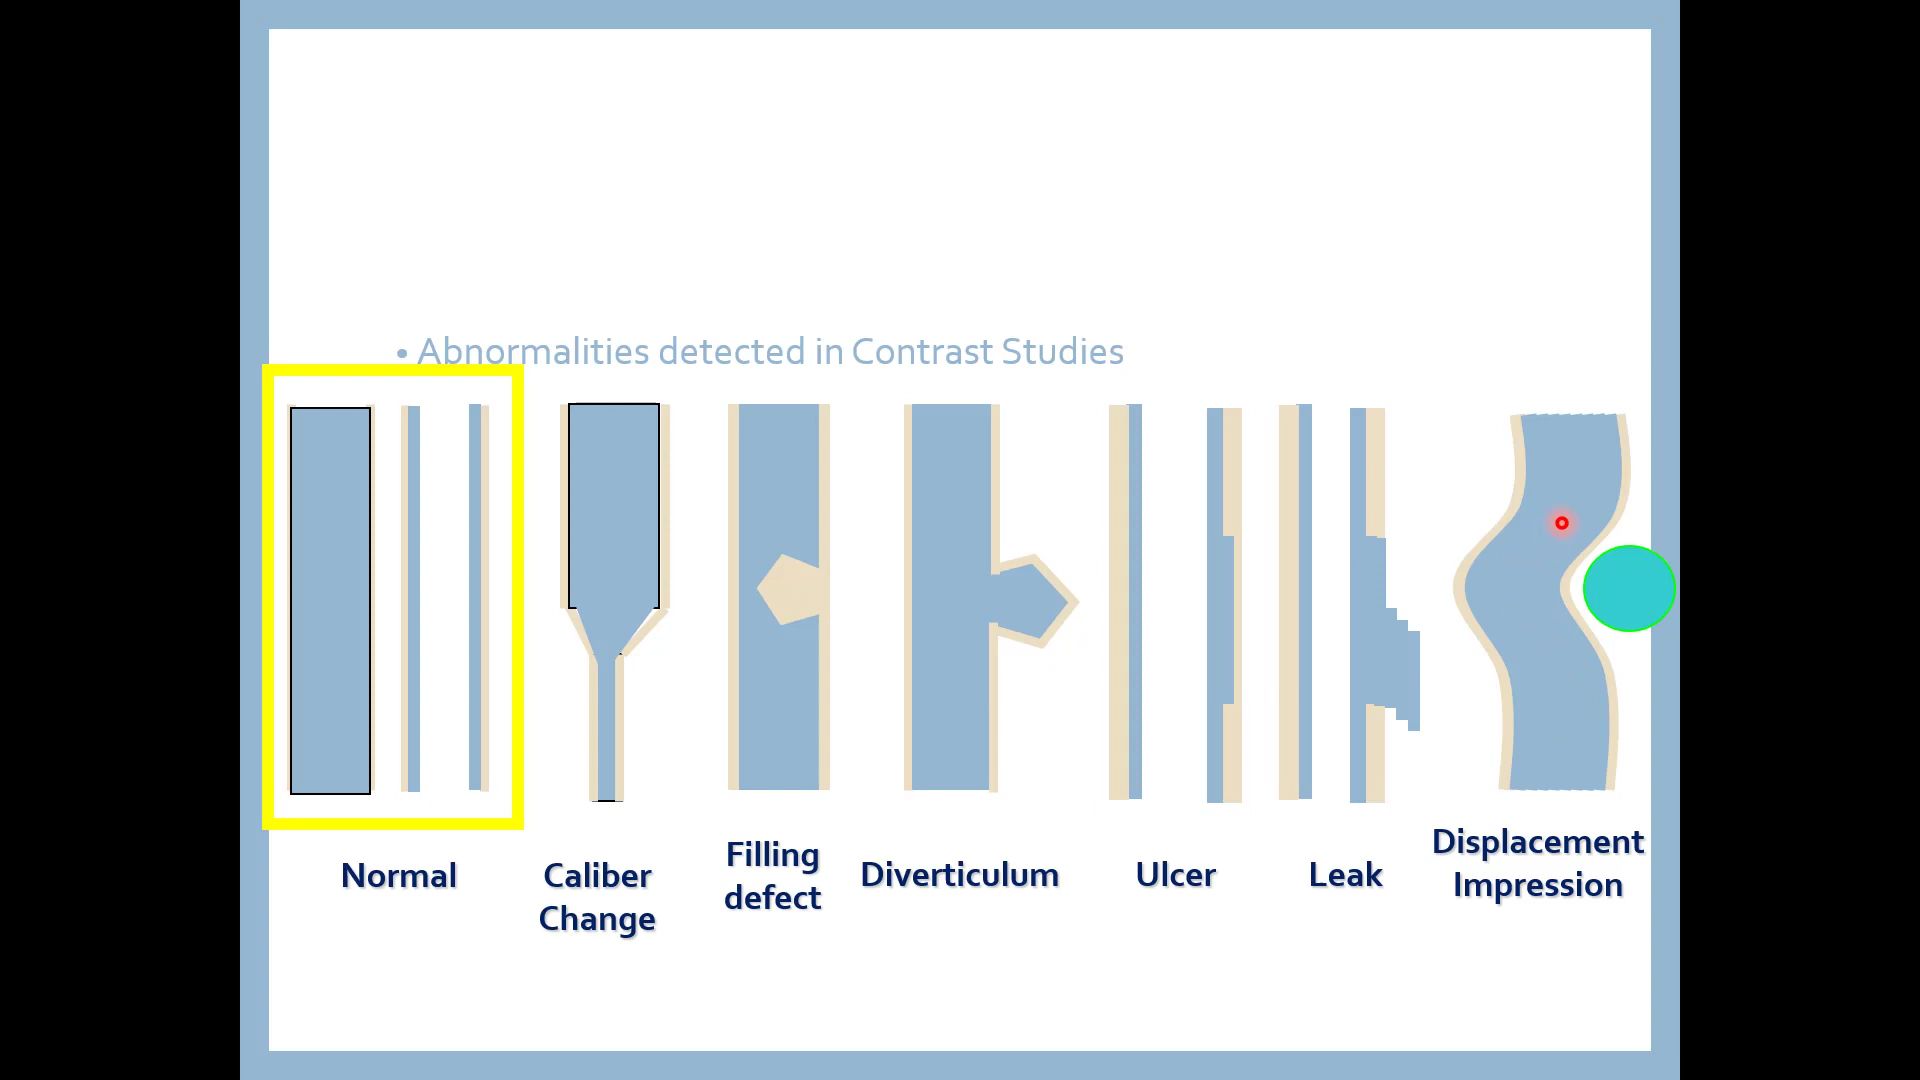 • Abnormalities detected in Contrast Studies
Normal
Caliber
Change
Filling
defect
Diverticulum
Ulcer
Leak
Displacement
Impression